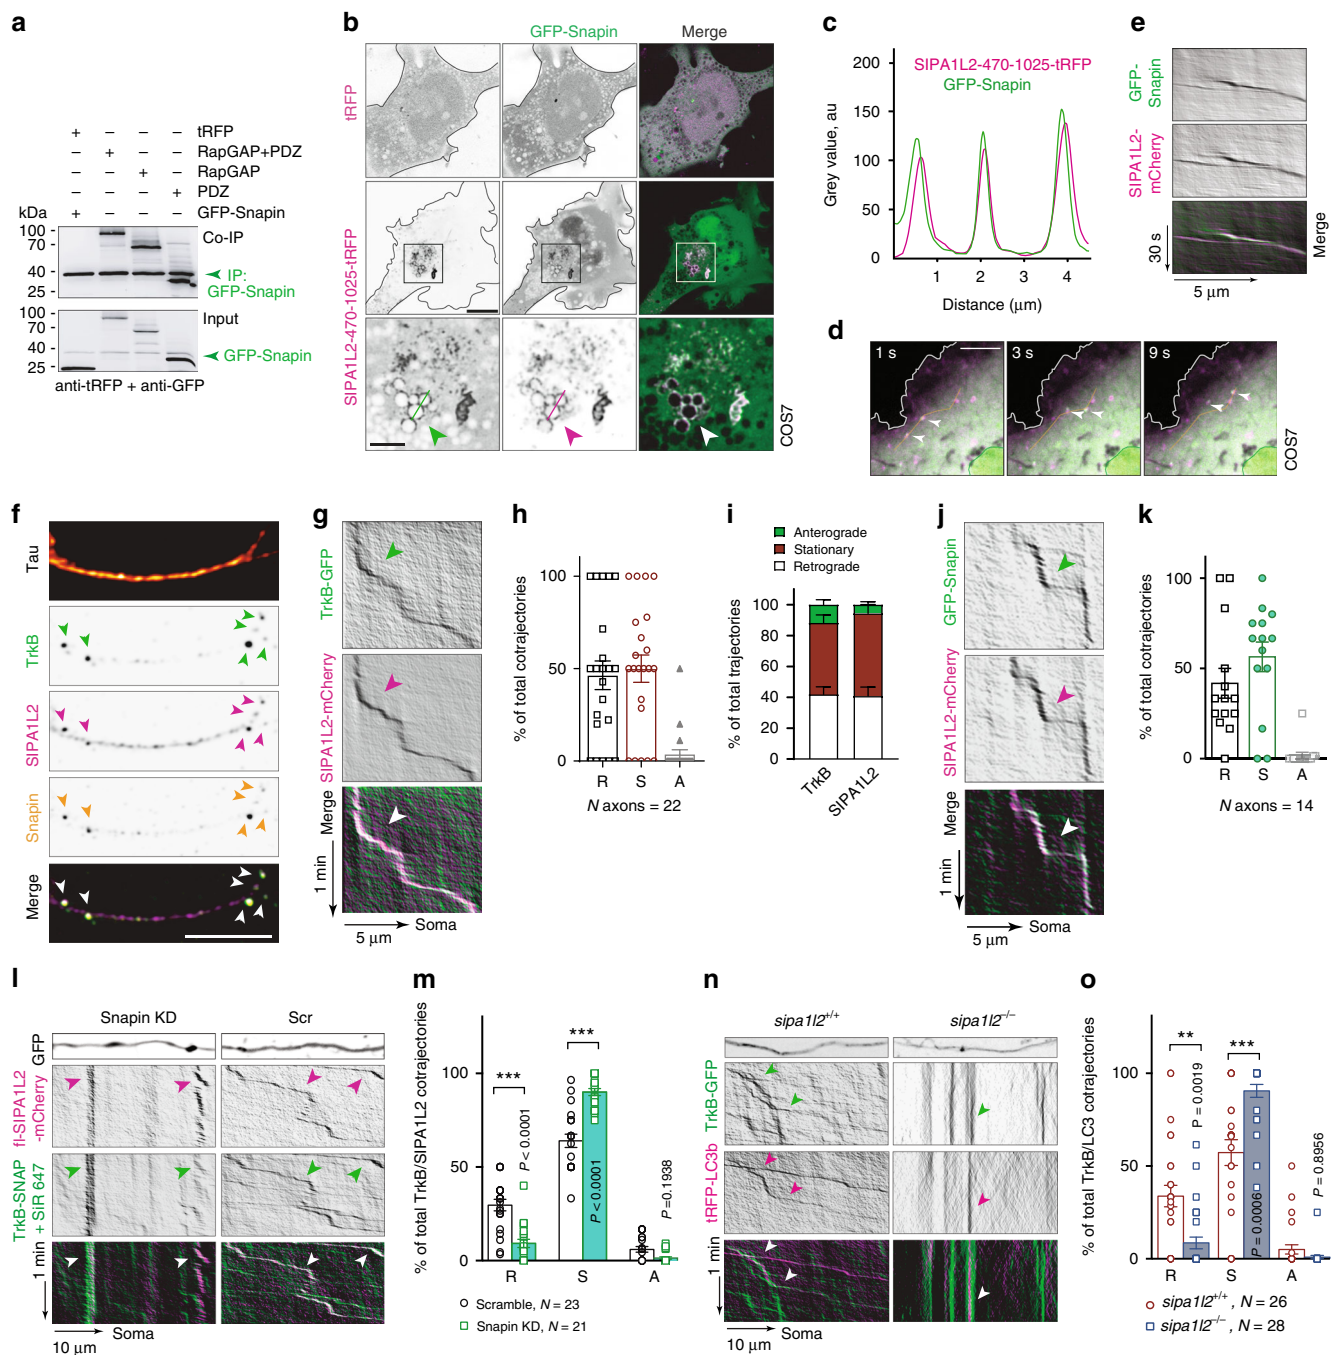 a
+ – – – tRFP
– + – – RapGAP+PDZ
– – + – RapGAP
– – – + PDZ
kDa + – – – GFP-Snapin
100
70
40
25
Co-IP
IP:
GFP-Snapin
100
70
40
25
Input
GFP-Snapin
anti-tRFP + anti-GFP
b
GFP-Snapin
Merge
tRFP
SIPA1L2-470-1025-tRFP
COS7
c
SIPA1L2-470-1025-tRFP
GFP-Snapin
Grey value, au
200
150
100
50
0
1 2 3 4
Distance (μm)
e
GFP-
Snapin
SIPA1L2-
mCherry
Merge
30 s
5 μm
d
1 s
3 s
9 s
COS7
f
Tau
TrkB
SIPA1L2
Snapin
Merge
g
TrkB-GFP
SIPA1L2-mCherry
Merge
1 min
Soma
5 μm
h
% of total cotrajectories
100
50
0
R S A
N axons = 22
i
Anterograde
Stationary
Retrograde
% of total trajectories
100
80
60
40
20
0
TrkB
SIPA1L2
j
GFP-Snapin
SIPA1L2-mCherry
Merge
1 min
Soma
5 μm
k
% of total cotrajectories
100
50
0
R S A
N axons = 14
l
Snapin KD
Scr
GFP
fl-SIPA1L2
-mCherry
TrkB-SNAP
+ SiR 647
1 min
Soma
10 μm
m
% of total TrkB/SIPA1L2 cotrajectories
100
50
0
***
P < 0.0001
***
P < 0.0001
P =0.1938
R S A
Scramble, N = 23
Snapin KD, N = 21
n
sipa1l2+/+
sipa1l2–/–
TrkB-GFP
tRFP-LC3b
1 min
Soma
10 μm
o
% of total TrkB/LC3 cotrajectories
100
50
0
**
P = 0.0019
***
P = 0.0006
P = 0.8956
R S A
sipa1l2+/+ , N = 26
sipa1l2–/– , N = 28